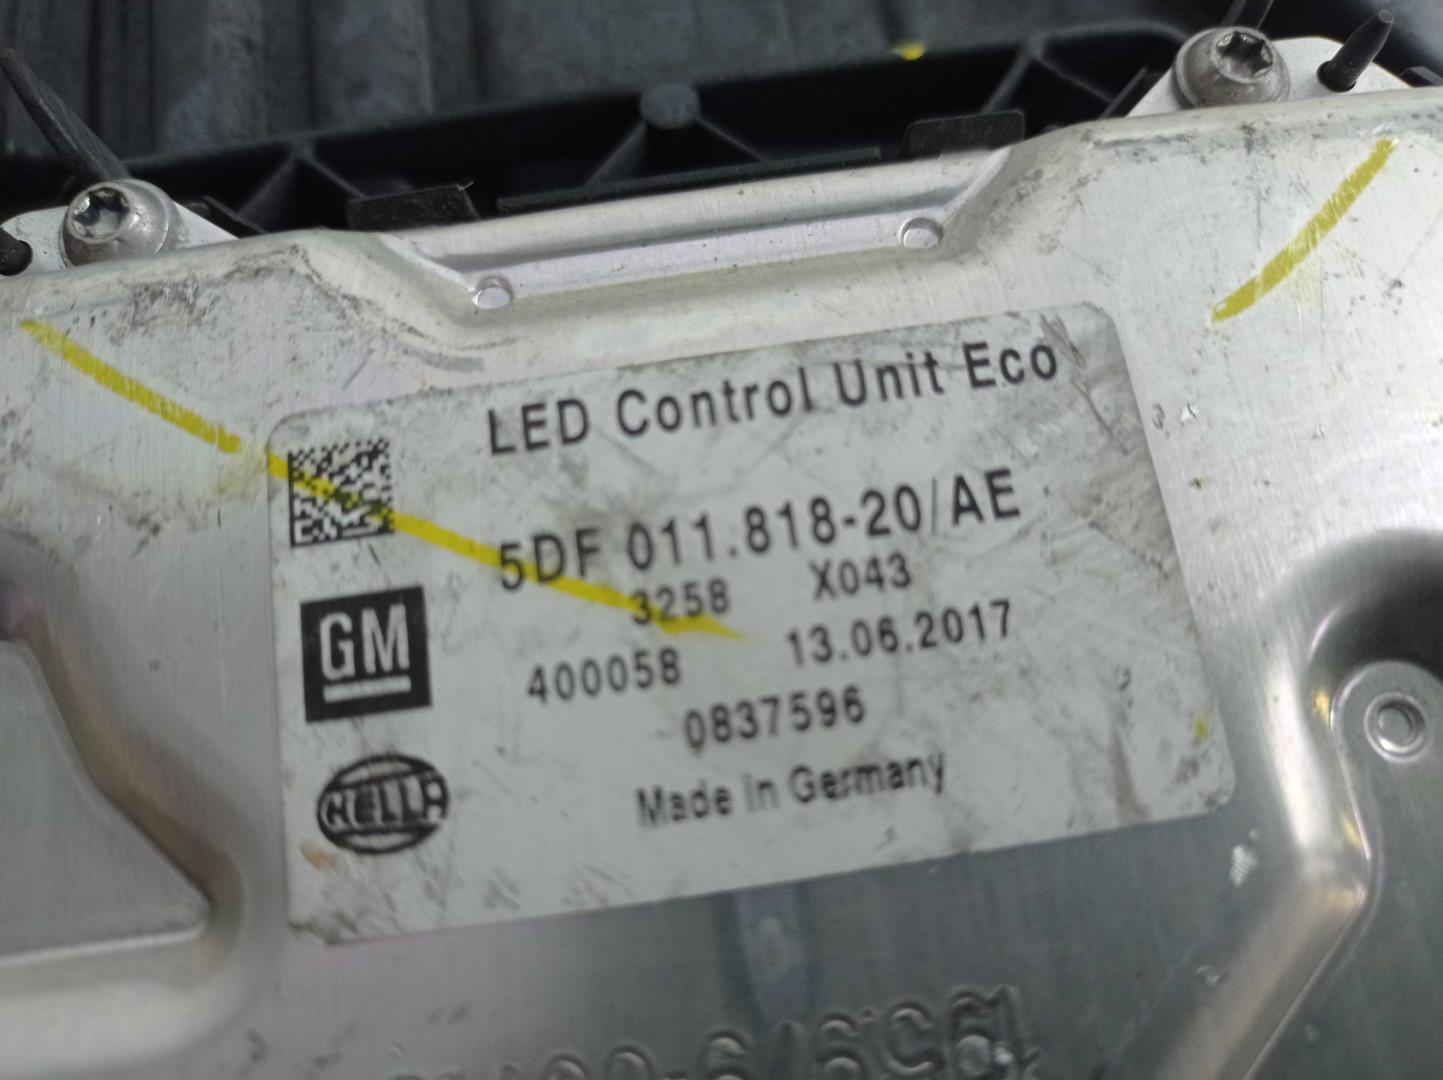 LED Control Unit Eco
5DF 011.818-20/AE
3258 X043
GM
400058 13.06.2017
0837596
HELLA
Made in Germany